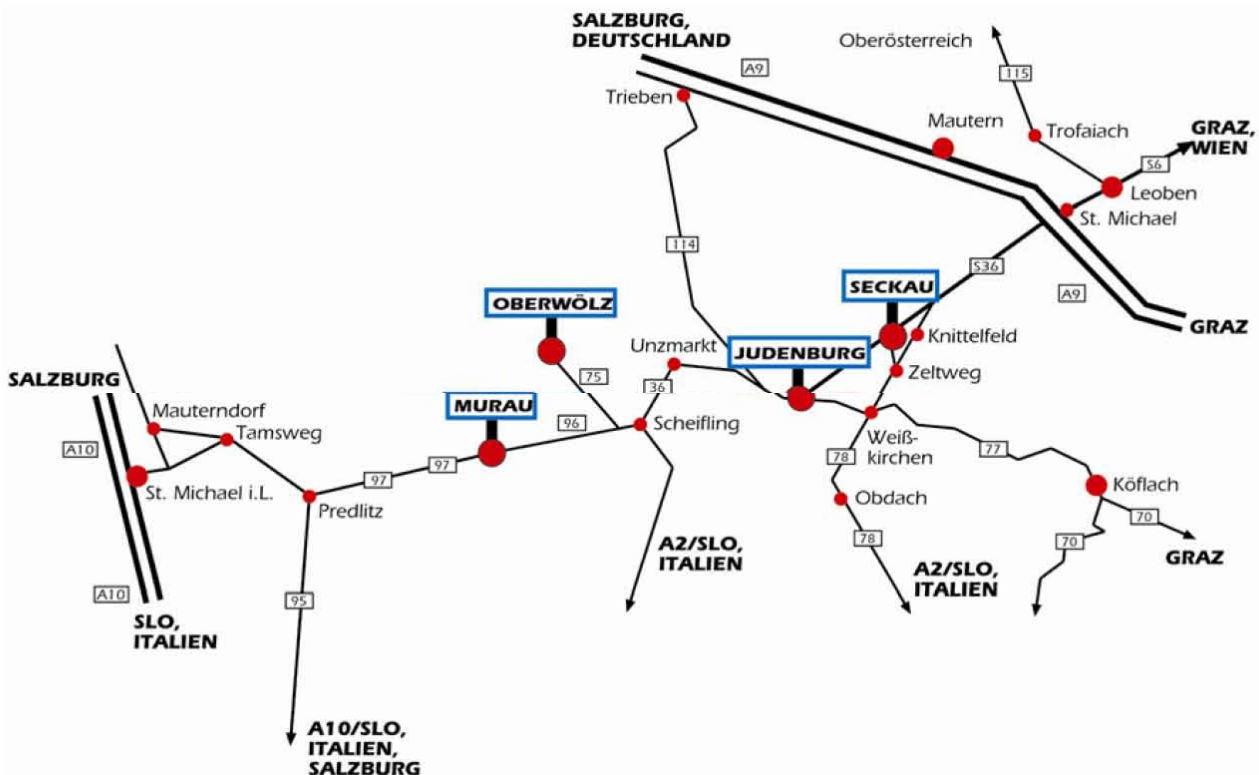 SALZBURG,
DEUTSCHLAND
Oberösterreich
A9
115
Trieben
Mautern
Trofaiach
GRAZ,
WIEN
S6
Leoben
St. Michael
114
S36
SECKAU
A9
OBERWÖLZ
GRAZ
Unzmarkt
JUDENBURG
Knittelfeld
SALZBURG
75
36
Zeltweg
MURAU
Mauterndorf
96
Scheifling
Tamsweg
A10
Weiß-
kirchen
77
97
97
78
St. Michael i.L.
Köflach
Predlitz
Obdach
70
A2/SLO,
ITALIEN
78
70
GRAZ
A2/SLO,
ITALIEN
A10
95
SLO,
ITALIEN
A10/SLO,
ITALIEN,
SALZBURG